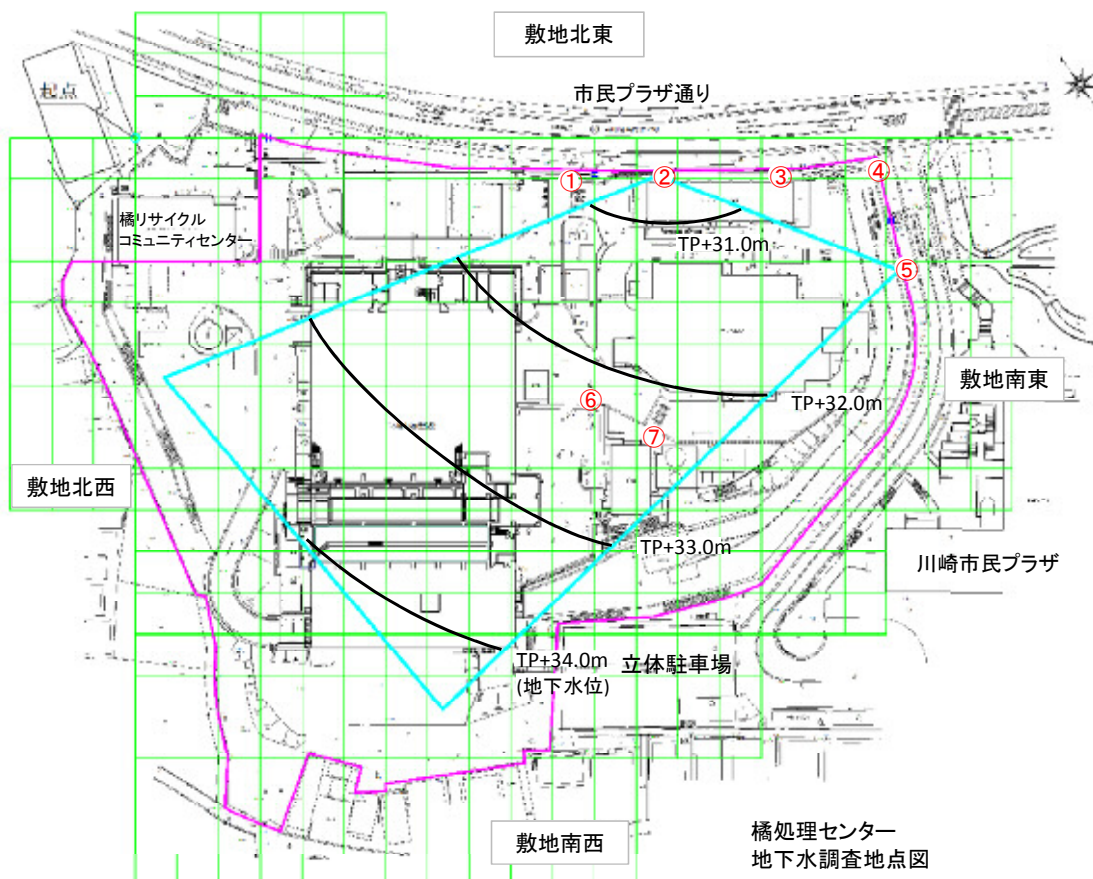 敷地北東
市民プラザ通り
起点
① ② ③ ④
橘リサイクル
コミュニティセンター
TP+31.0m
⑤
敷地南東
⑥
TP+32.0m
⑦
敷地北西
TP+33.0m
川崎市民プラザ
TP+34.0m
(地下水位)
立体駐車場
敷地南西
橘処理センター
地下水調査地点図